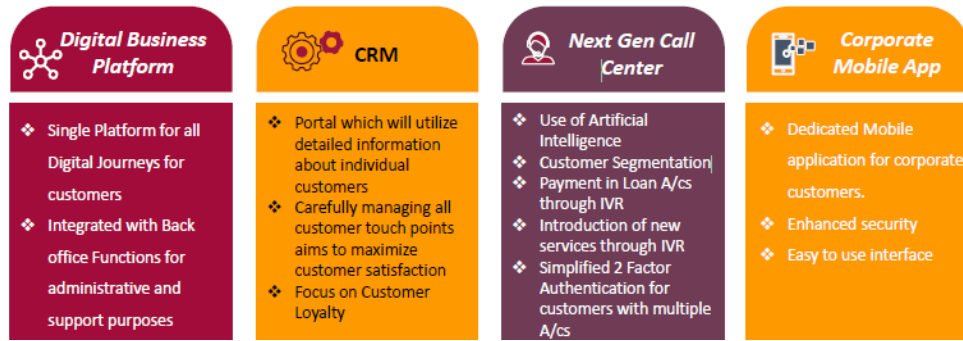 Digital Business
Platform
❖ Single Platform for all
Digital Journeys for
customers
❖ Integrated with Back
office Functions for
administrative and
support purposes
CRM
❖ Portal which will utilize
detailed information
about individual
customers
❖ Carefully managing all
customer touch points
aims to maximize
customer satisfaction
❖ Focus on Customer
Loyalty
Next Gen Call
Center
❖ Use of Artificial
Intelligence
❖ Customer Segmentation
❖ Payment in Loan A/cs
through IVR
❖ Introduction of new
services through IVR
❖ Simplified 2 Factor
Authentication for
customers with multiple
A/cs
Corporate
Mobile App
❖ Dedicated Mobile
application for corporate
customers.
❖ Enhanced security
❖ Easy to use interface